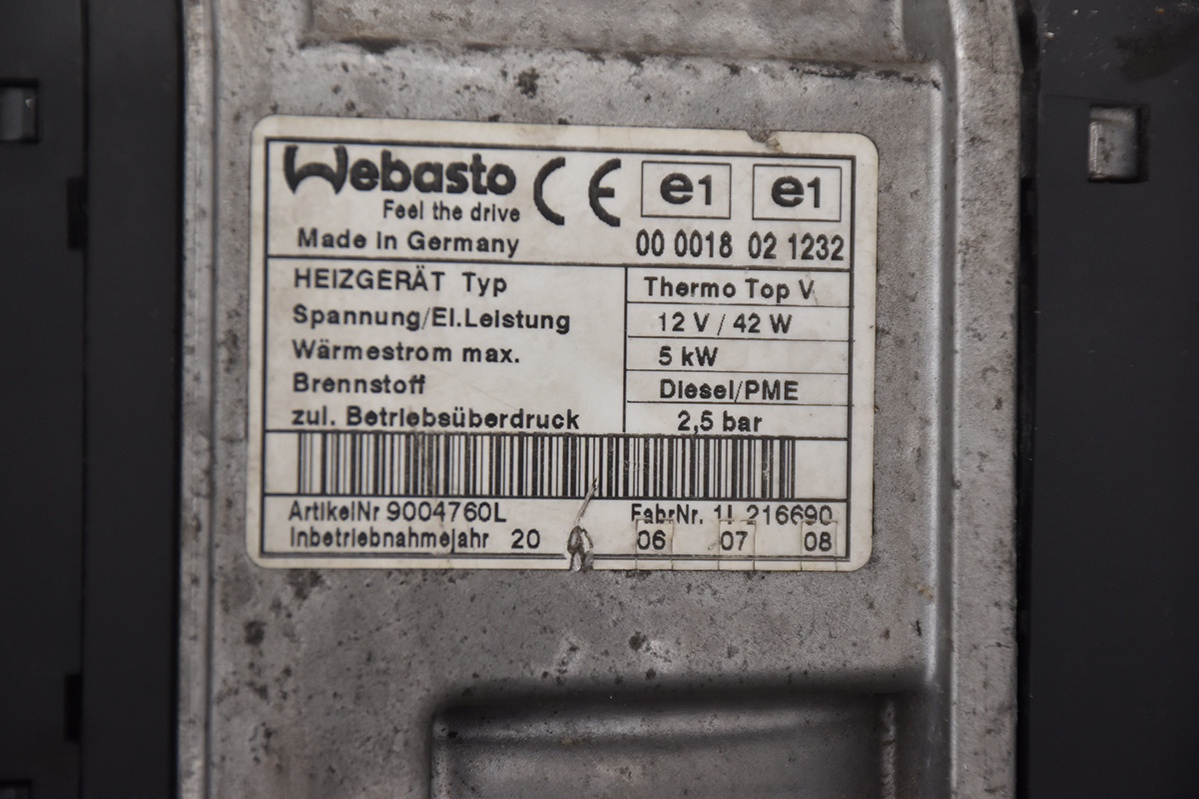 Webasto
Feel the drive
CE e1 e1
Made in Germany 00 0018 02 1232
HEIZGERÄT Typ Thermo Top V
Spannung/El.Leistung 12 V / 42 W
Wärmestrom max. 5 kW
Brennstoff Diesel/PME
zul. Betriebsüberdruck 2,5 bar
ArtikelNr 9004760L FabrNr. 1L216690
Inbetriebnahmejahr 20 06 07 08